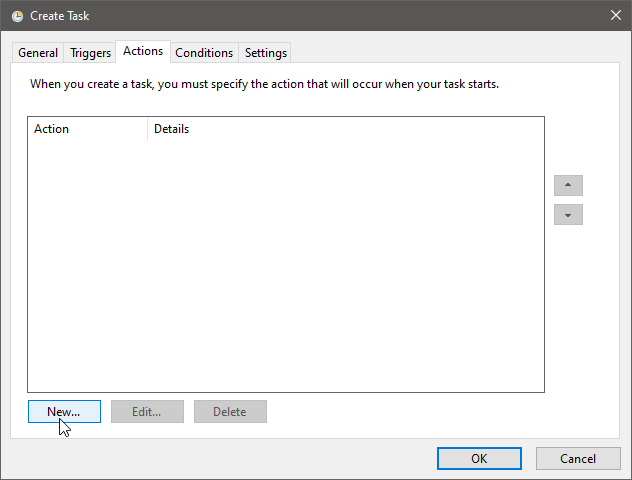 Create Task
General Triggers Actions Conditions Settings
When you create a task, you must specify the action that will occur when your task starts.
Action Details
New... Edit... Delete
OK Cancel